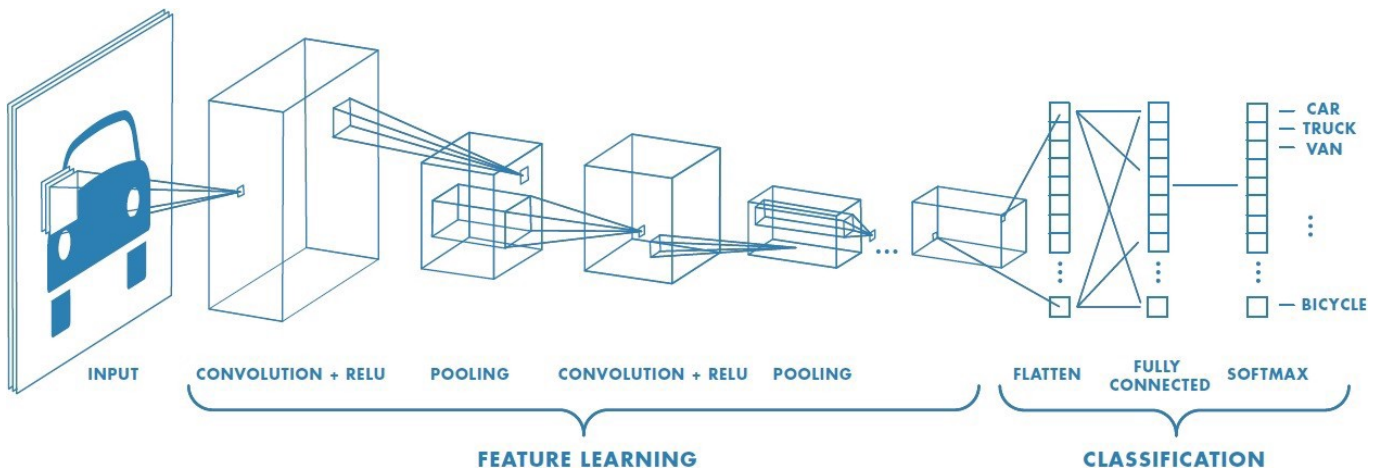 CAR
TRUCK
VAN
BICYCLE
INPUT
CONVOLUTION + RELU
POOLING
CONVOLUTION + RELU
POOLING
FLATTEN
FULLY
CONNECTED
SOFTMAX
FEATURE LEARNING
CLASSIFICATION